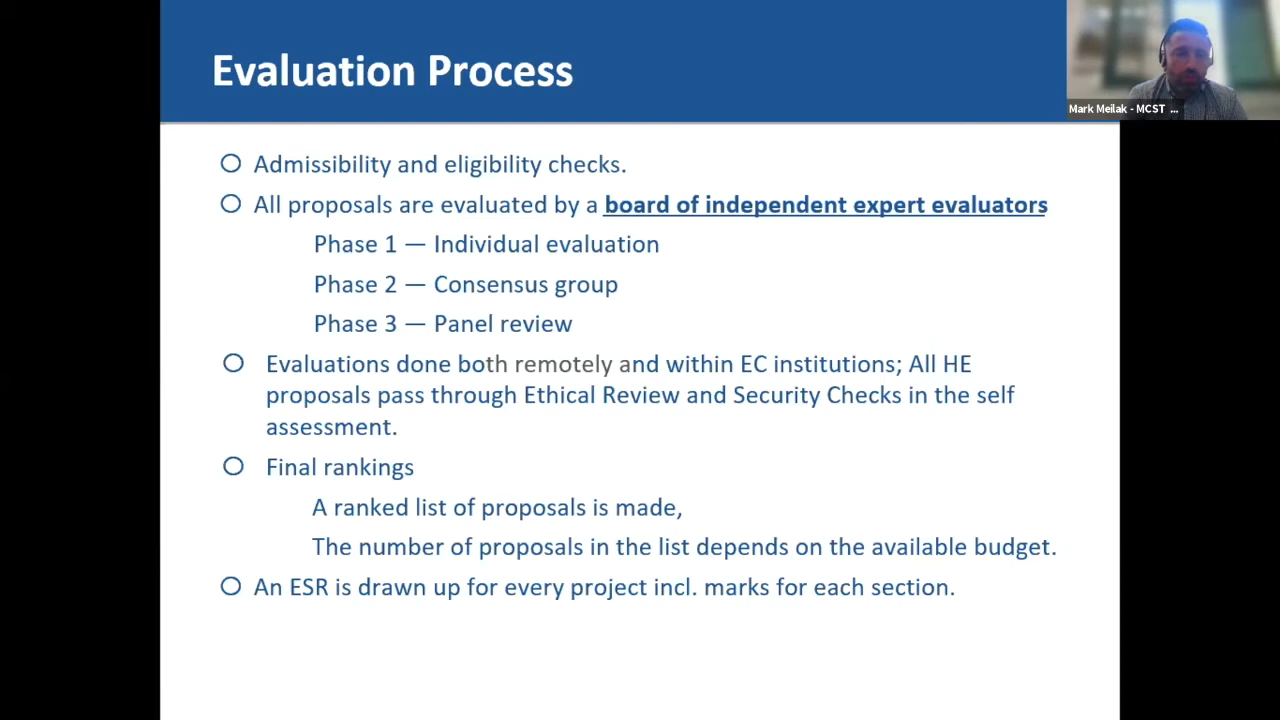 Evaluation Process
Mark Meilak - MCST ...
Admissibility and eligibility checks.
All proposals are evaluated by a board of independent expert evaluators
Phase 1 — Individual evaluation
Phase 2 — Consensus group
Phase 3 — Panel review
Evaluations done both remotely and within EC institutions; All HE
proposals pass through Ethical Review and Security Checks in the self
assessment.
Final rankings
A ranked list of proposals is made,
The number of proposals in the list depends on the available budget.
An ESR is drawn up for every project incl. marks for each section.